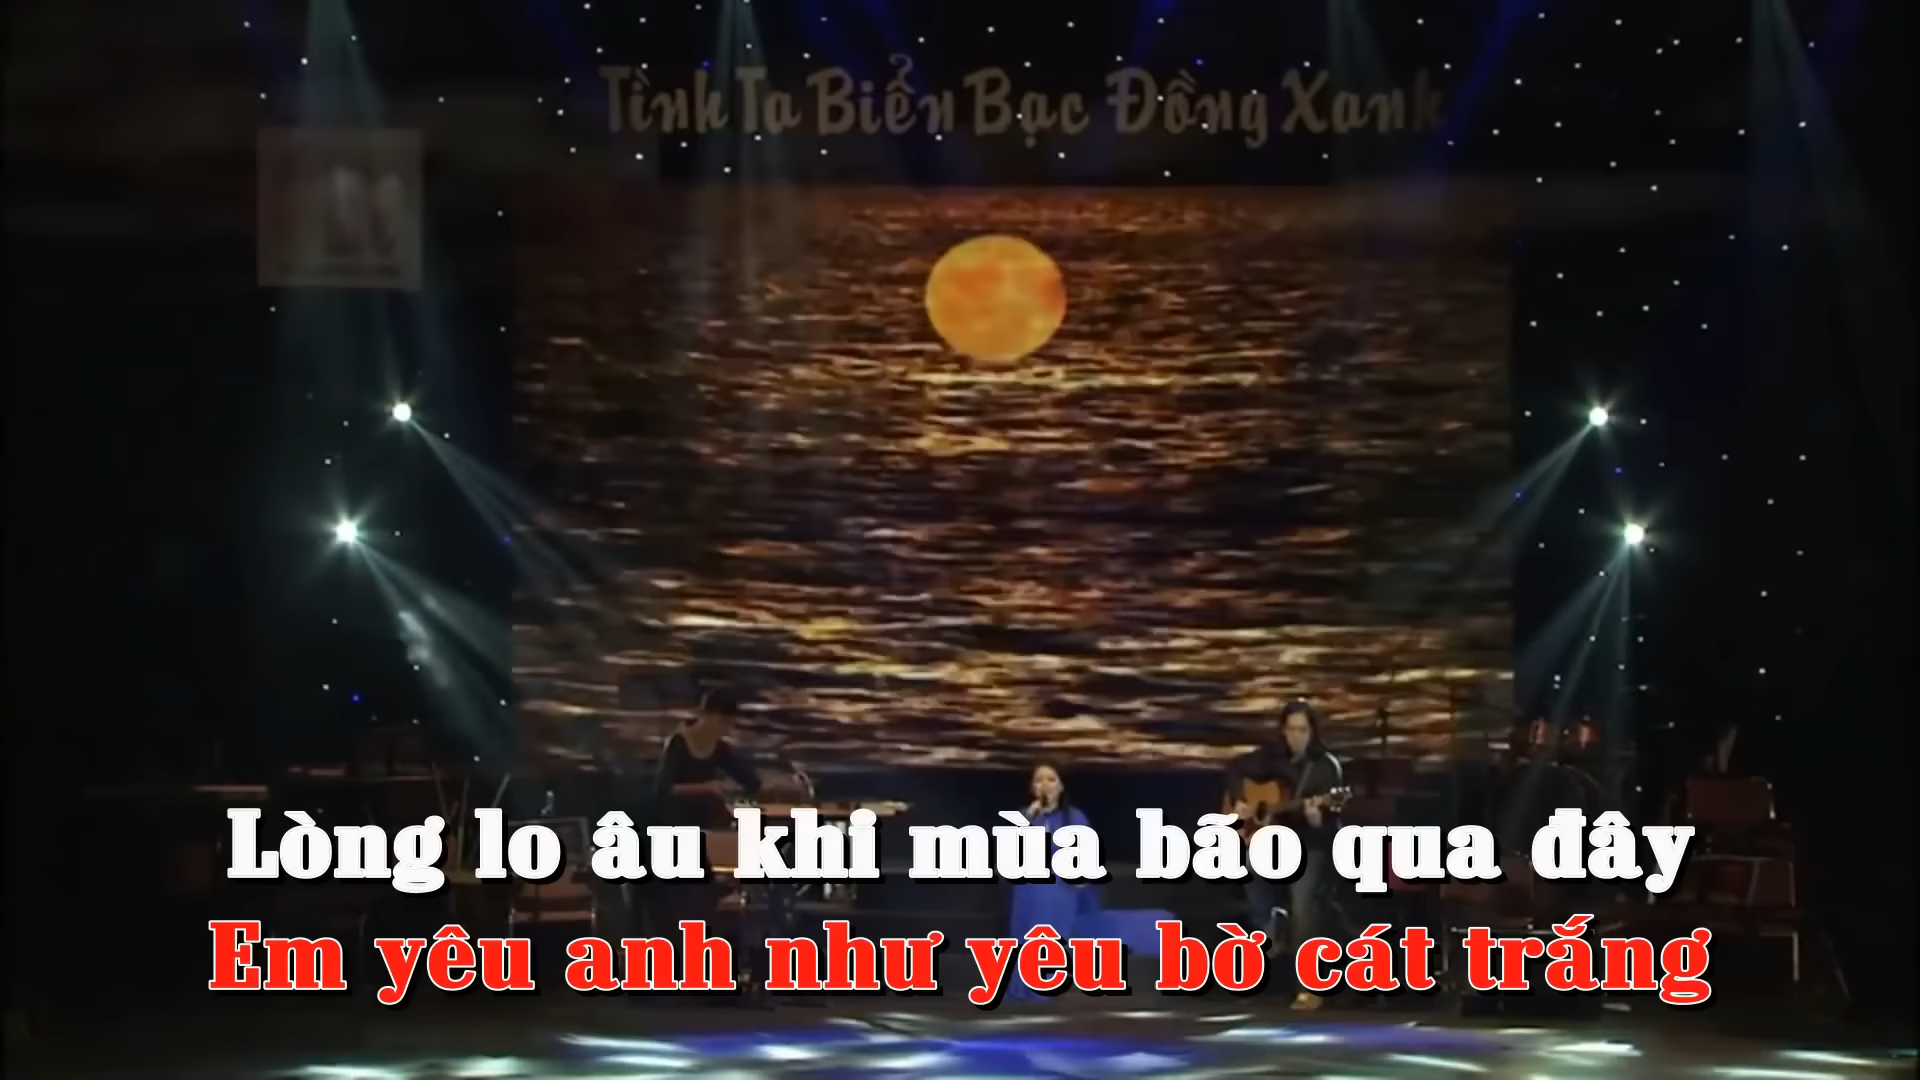 Tình Ta Biển Bạc Đồng Xanh
Lòng lo âu khi mùa bão qua đây
Em yêu anh như yêu bờ cát trắng